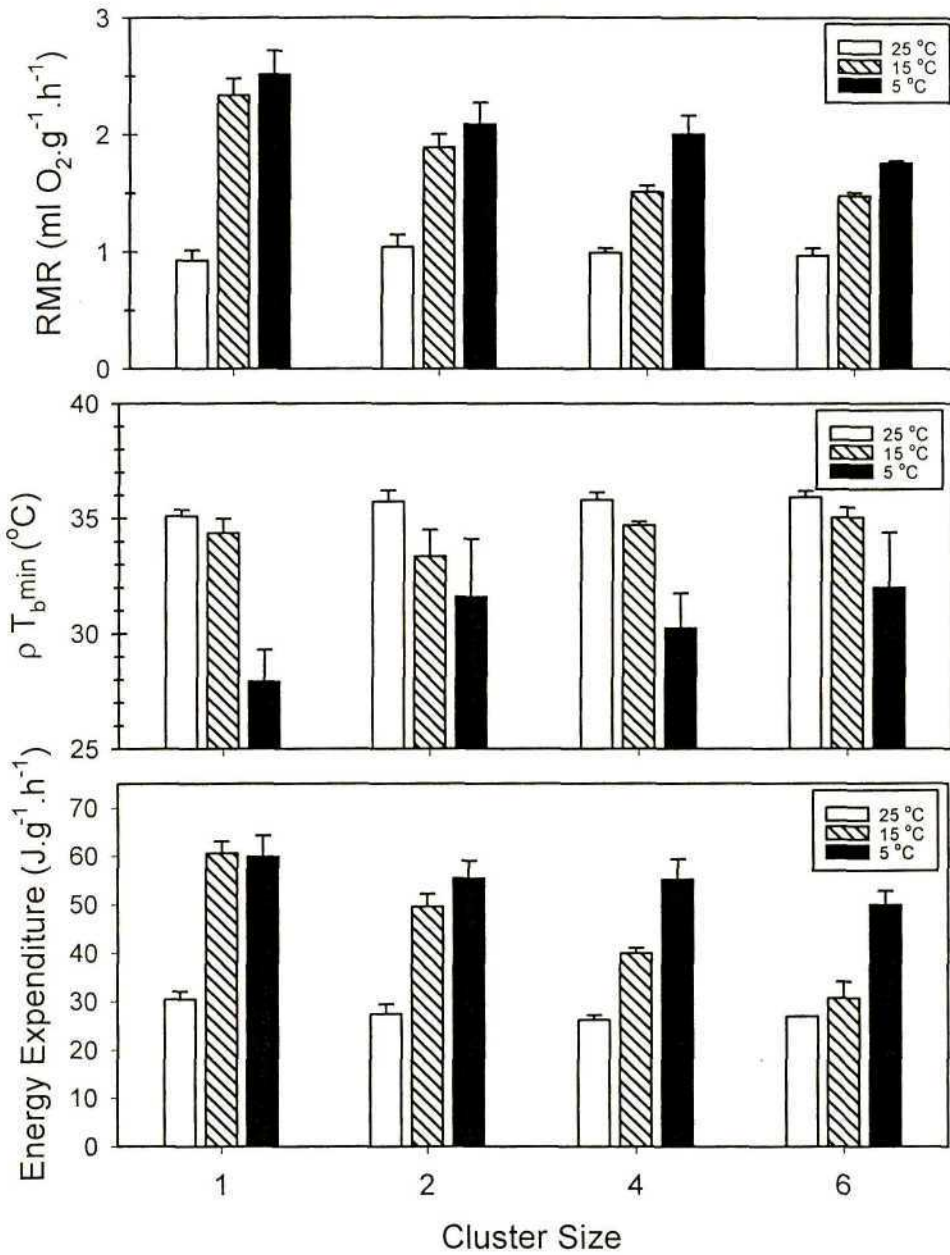 3
2
1
0
RMR (ml O₂.g⁻¹.h⁻¹)
25 °C
15 °C
5 °C
40
35
30
25
ρ T_b min (°C)
25 °C
15 °C
5 °C
70
60
50
40
30
20
10
0
Energy Expenditure (J.g⁻¹.h⁻¹)
25 °C
15 °C
5 °C
1 2 4 6
Cluster Size